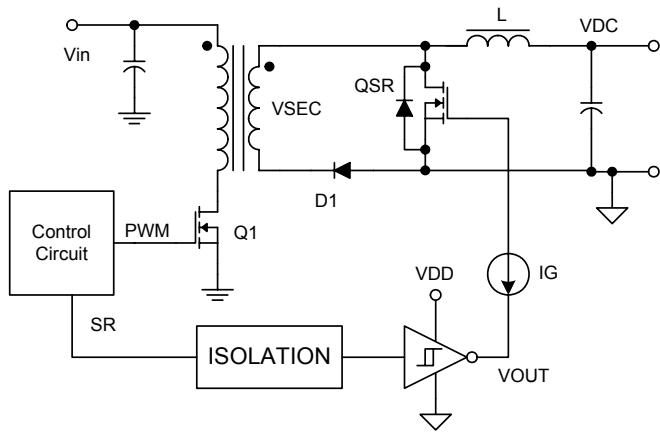 L
VDC
Vin
QSR
VSEC
D1
Control
Circuit
PWM
Q1
IG
VDD
SR
ISOLATION
VOUT